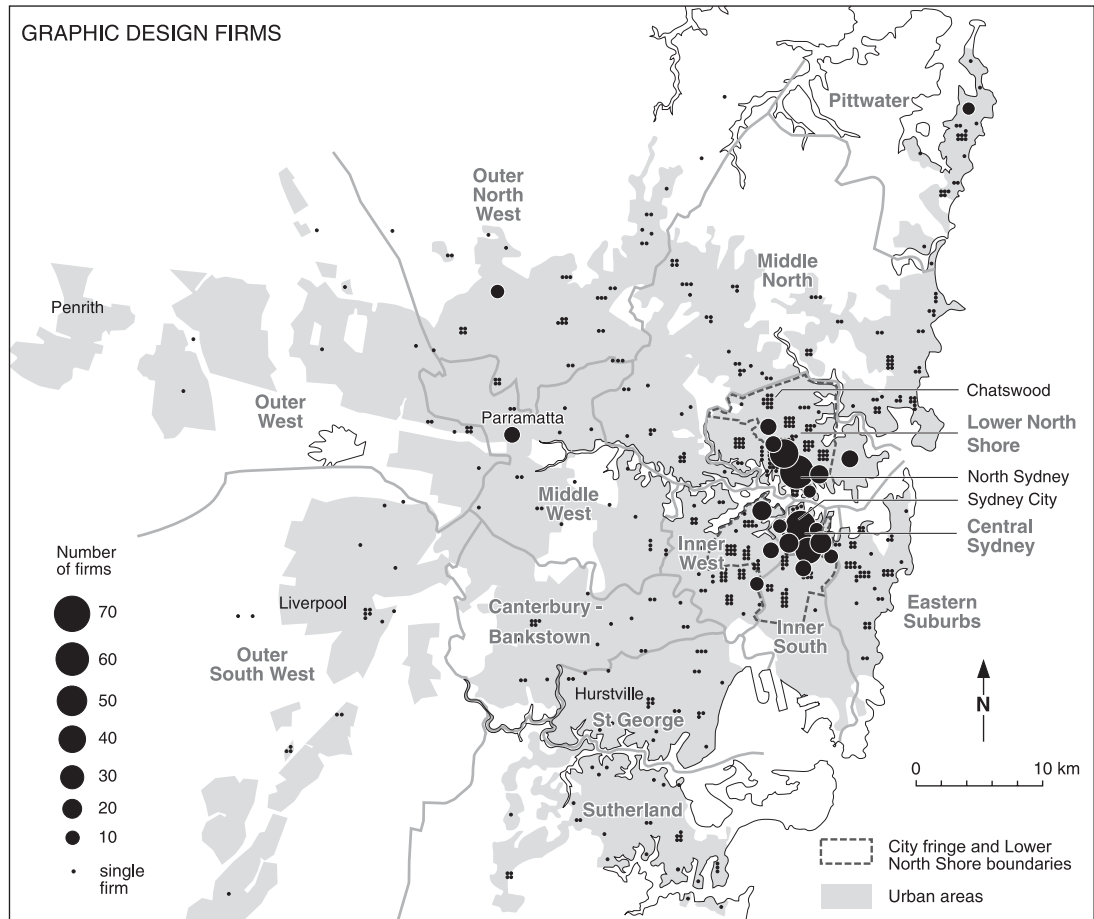 GRAPHIC DESIGN FIRMS
Pittwater
Outer
North
West
Middle
North
Penrith
Outer
West
Parramatta
Chatswood
Lower North
Shore
North Sydney
Sydney City
Central
Sydney
Middle
West
Inner
West
Number
of firms
70
60
50
40
30
20
10
single
firm
Liverpool
Canterbury -
Bankstown
Eastern
Suburbs
Inner
South
Outer
South West
Hurstville
St George
N
0 10 km
Sutherland
City fringe and Lower
North Shore boundaries
Urban areas